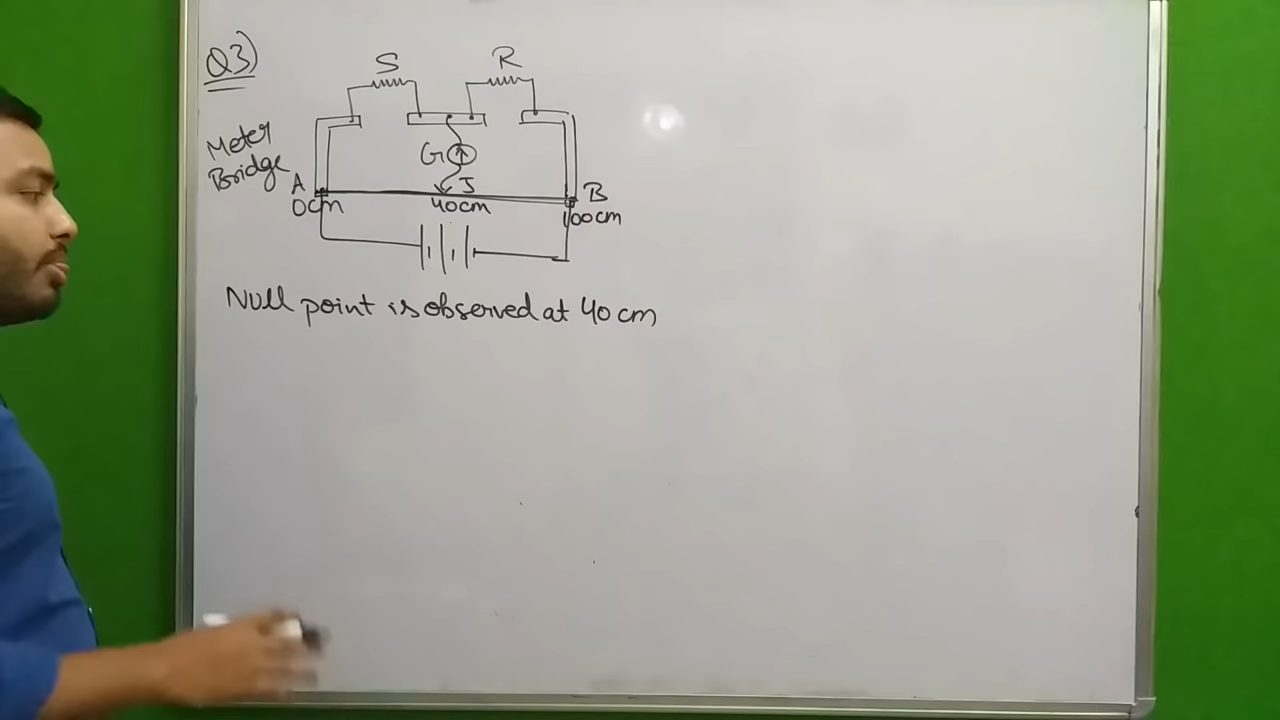 Q3)
S
R
Meter
Bridge
G
J
A
B
0cm
40cm
100cm
Null point is observed at 40 cm